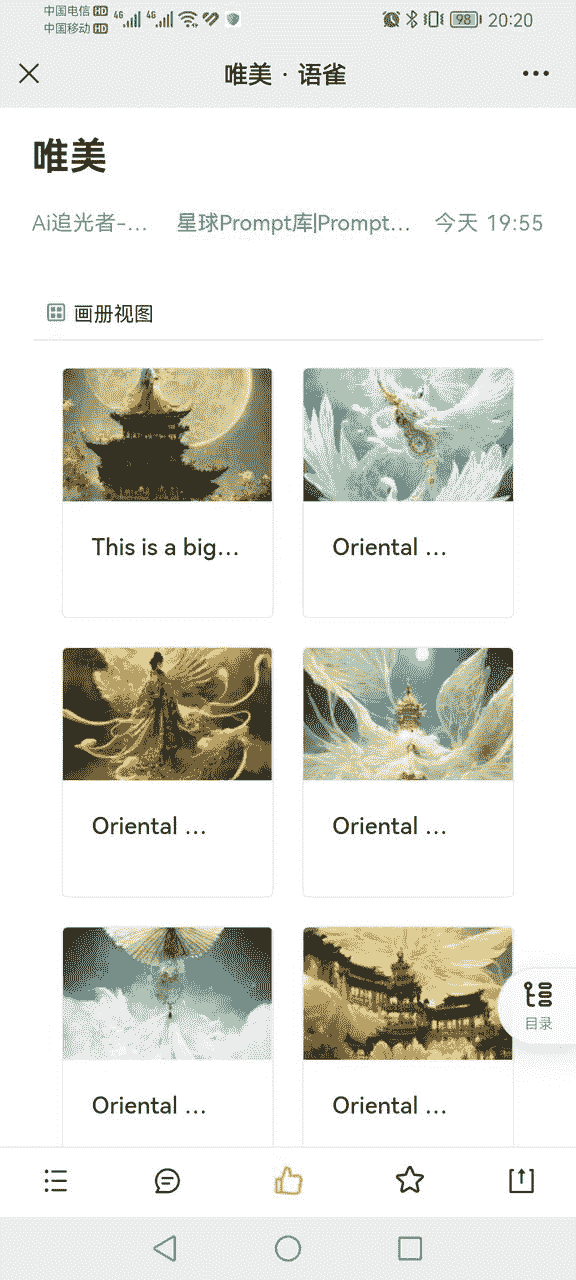 中国电信 HD 4G 4G 98 20:20
中国移动 HD
唯美 · 语雀
唯美
Ai追光者-... 星球Prompt库|Prompt... 今天 19:55
画册视图
This is a big... Oriental ...
Oriental ... Oriental ...
目录
Oriental ... Oriental ...